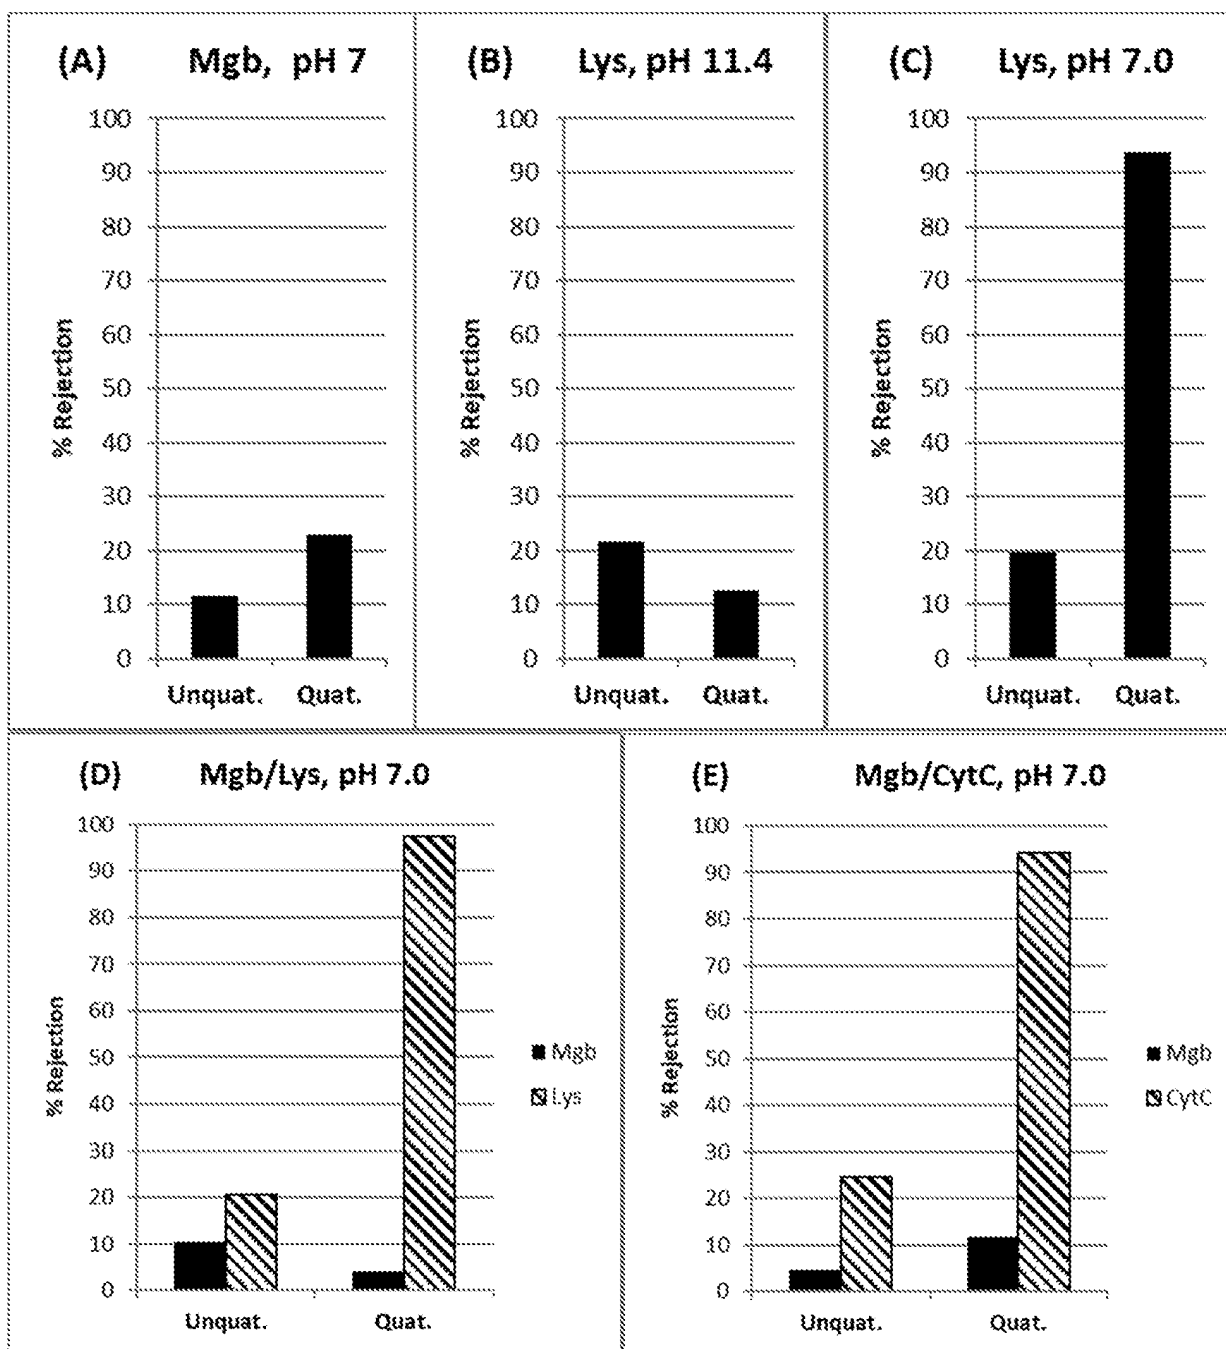 (A) Mgb, pH 7
100
90
80
70
60
50
40
30
20
10
0
% Rejection
Unquat. Quat.
(B) Lys, pH 11.4
100
90
80
70
60
50
40
30
20
10
0
% Rejection
Unquat. Quat.
(C) Lys, pH 7.0
100
90
80
70
60
50
40
30
20
10
0
% Rejection
Unquat. Quat.
(D) Mgb/Lys, pH 7.0
100
90
80
70
60
50
40
30
20
10
0
% Rejection
Unquat. Quat.
Mgb
Lys
(E) Mgb/CytC, pH 7.0
100
90
80
70
60
50
40
30
20
10
0
% Rejection
Unquat. Quat.
Mgb
CytC